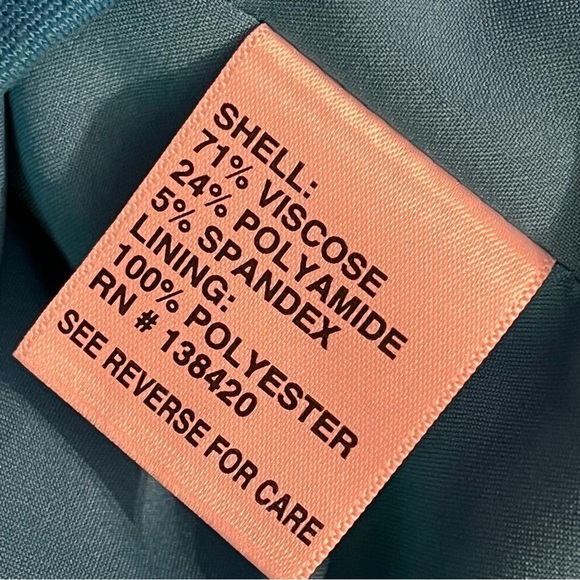 SHELL:
71% VISCOSE
24% POLYAMIDE
5% SPANDEX
LINING:
100% POLYESTER
RN # 138420
SEE REVERSE FOR CARE